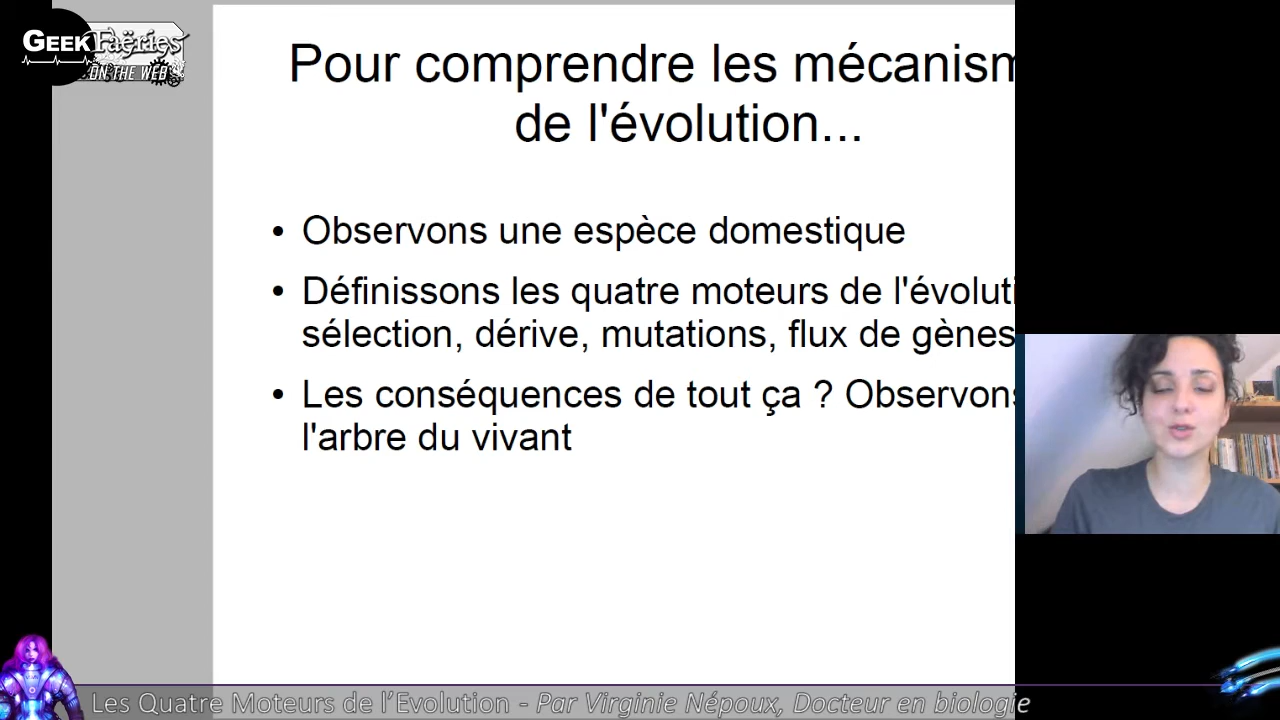 GEEK Faëries
ON THE WEB
Pour comprendre les mécanism
de l'évolution...
• Observons une espèce domestique
• Définissons les quatre moteurs de l'évoluti
sélection, dérive, mutations, flux de gènes
• Les conséquences de tout ça ? Observons
l'arbre du vivant
Les Quatre Moteurs de l'Evolution - Par Virginie Népoux, Docteur en biologie